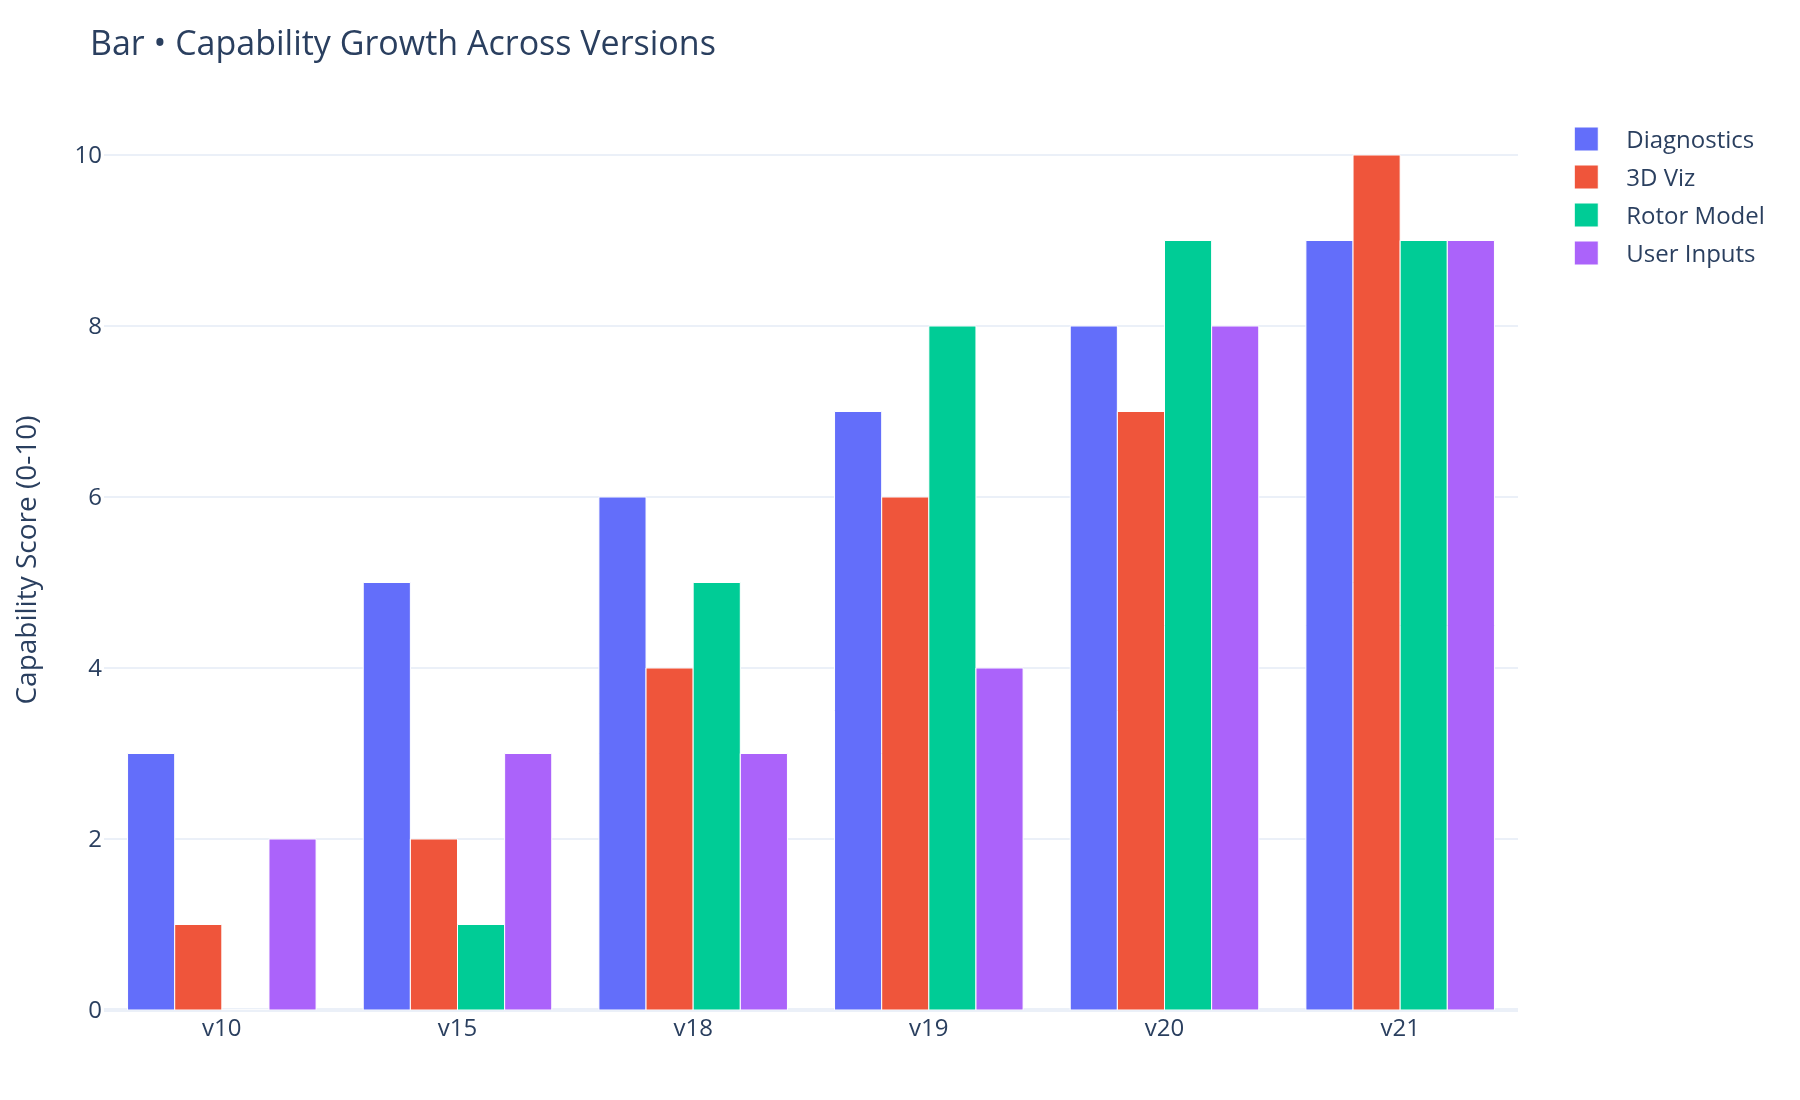 Bar • Capability Growth Across Versions
Diagnostics
3D Viz
Rotor Model
User Inputs
Capability Score (0-10)
10
8
6
4
2
0
v10
v15
v18
v19
v20
v21